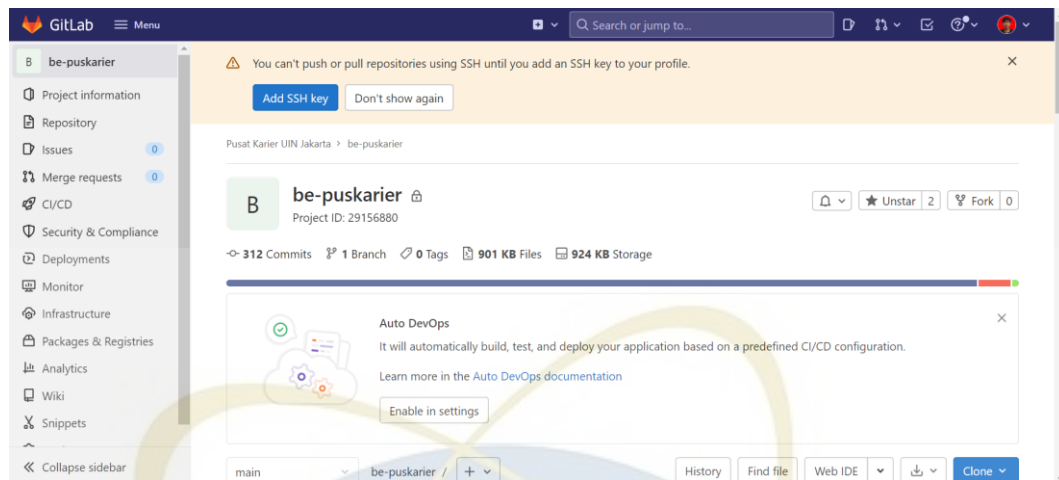 GitLab Menu Search or jump to...
B be-puskarier
Project information
Repository
Issues 0
Merge requests 0
CI/CD
Security & Compliance
Deployments
Monitor
Infrastructure
Packages & Registries
Analytics
Wiki
Snippets
Collapse sidebar
You can't push or pull repositories using SSH until you add an SSH key to your profile.
Add SSH key Don't show again
Pusat Karier UIN Jakarta > be-puskarier
B
be-puskarier
Project ID: 29156880
Unstar 2 Fork 0
312 Commits 1 Branch 0 Tags 901 KB Files 924 KB Storage
Auto DevOps
It will automatically build, test, and deploy your application based on a predefined CI/CD configuration.
Learn more in the Auto DevOps documentation
Enable in settings
main be-puskarier / + History Find file Web IDE Clone